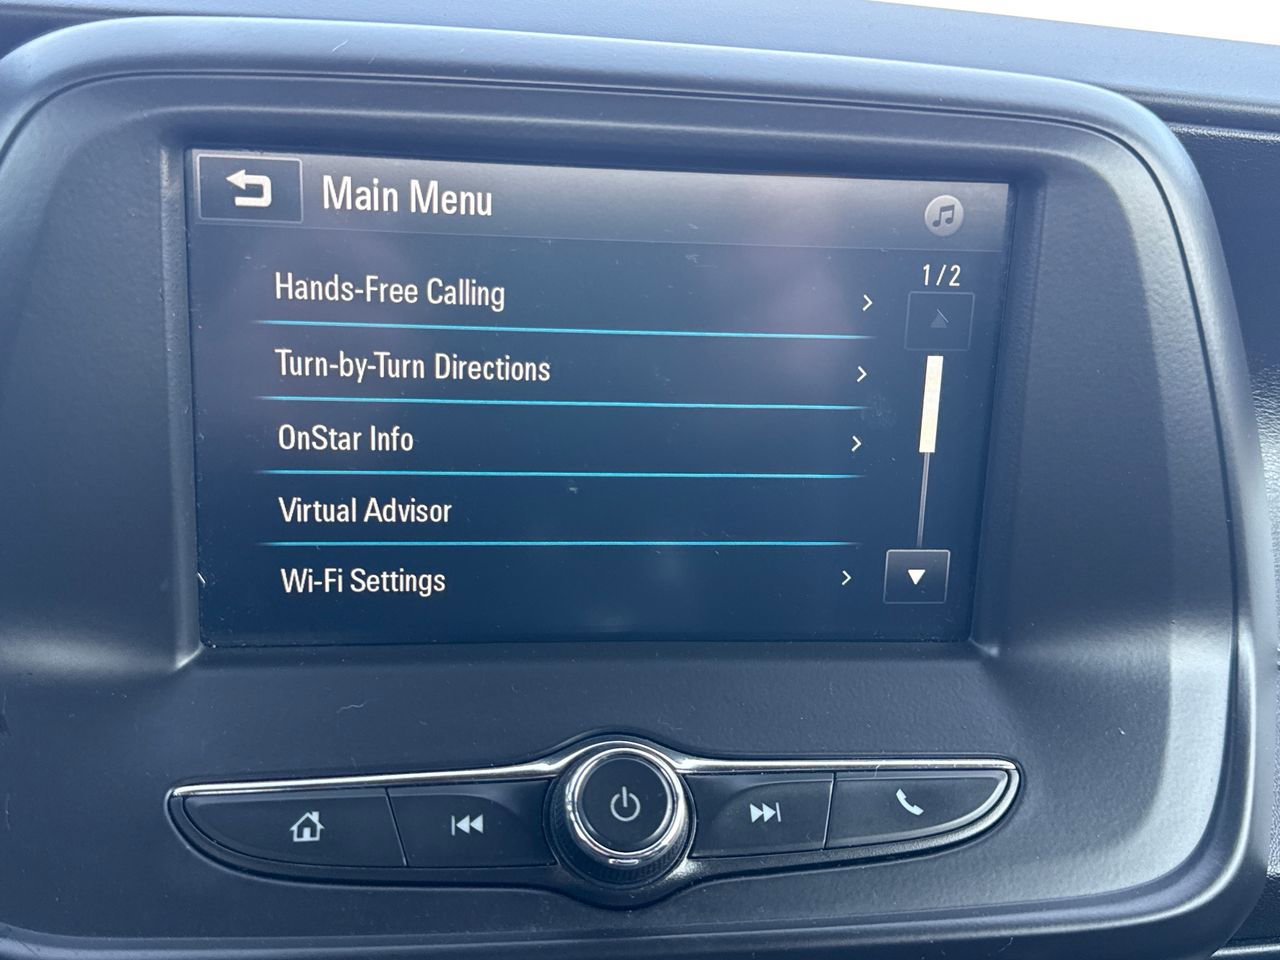 Main Menu
1/2
Hands-Free Calling
Turn-by-Turn Directions
OnStar Info
Virtual Advisor
Wi-Fi Settings